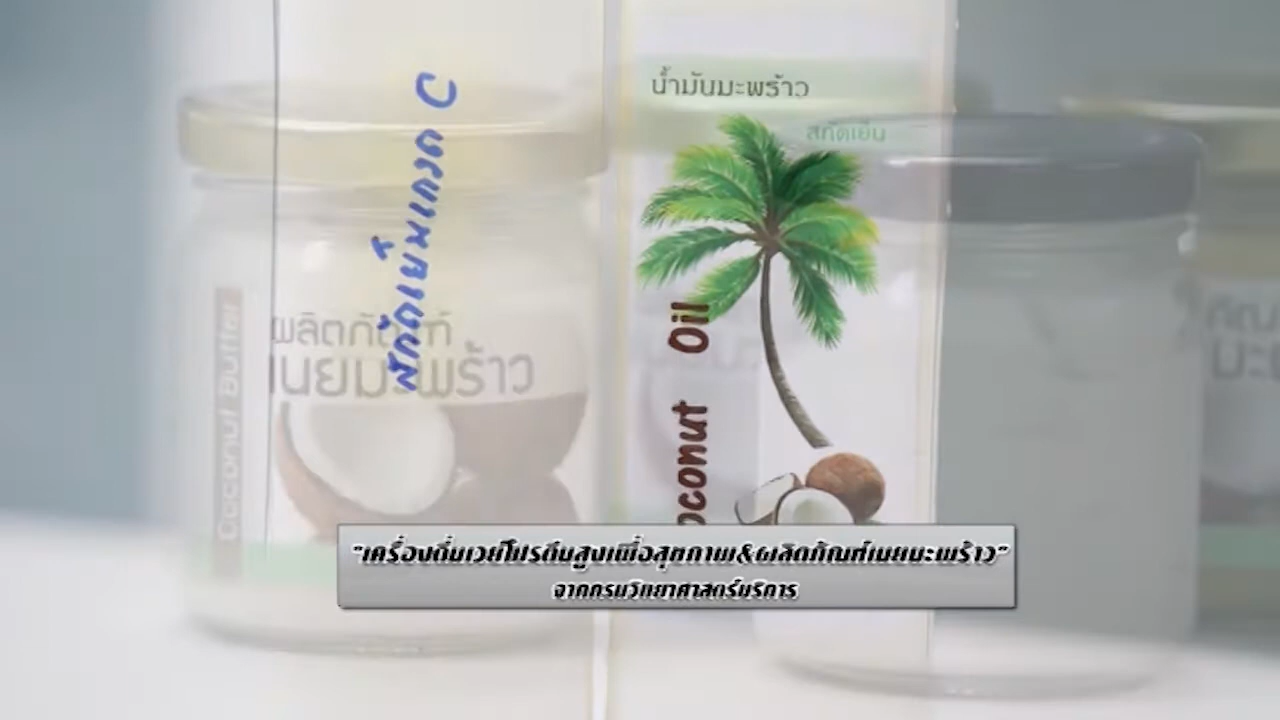 น้ำมันมะพร้าว
สกัดเย็น
สกัดเย็นเกรด C
Coconut Oil
ผลิตภัณฑ์
เนยมะพร้าว
Coconut Butter
"เครื่องดื่มเวย์โปรตีนสูงเพื่อสุขภาพ&ผลิตภัณฑ์เนยมะพร้าว"
จากกรมวิทยาศาสตร์บริการ